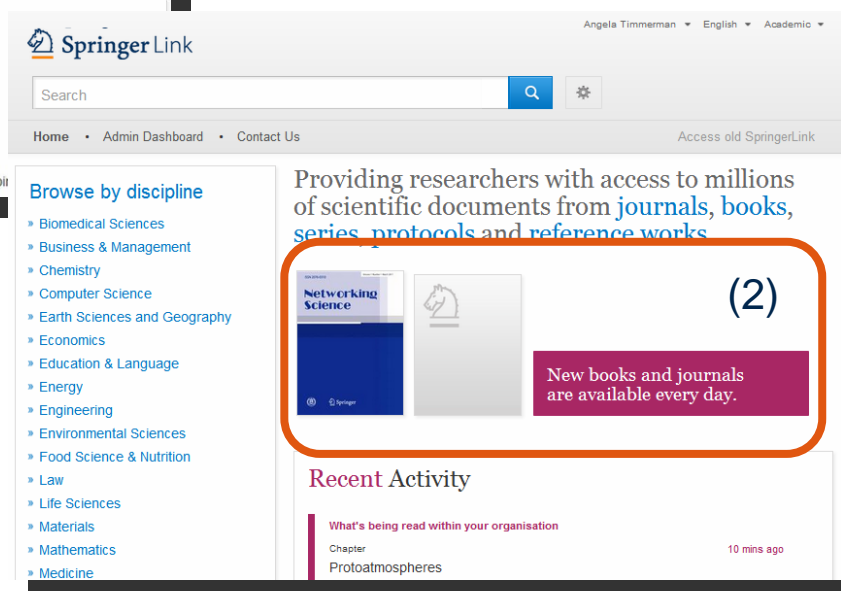 Angela Timmerman English Academic
Springer Link
Search
Home • Admin Dashboard • Contact Us Access old SpringerLink
Browse by discipline
» Biomedical Sciences
» Business & Management
» Chemistry
» Computer Science
» Earth Sciences and Geography
» Economics
» Education & Language
» Energy
» Engineering
» Environmental Sciences
» Food Science & Nutrition
» Law
» Life Sciences
» Materials
» Mathematics
» Medicine
Providing researchers with access to millions
of scientific documents from journals, books,
series, protocols and reference works
Networking
Science
Springer
(2)
New books and journals
are available every day.
Recent Activity
What's being read within your organisation
Chapter 10 mins ago
Protoatmospheres